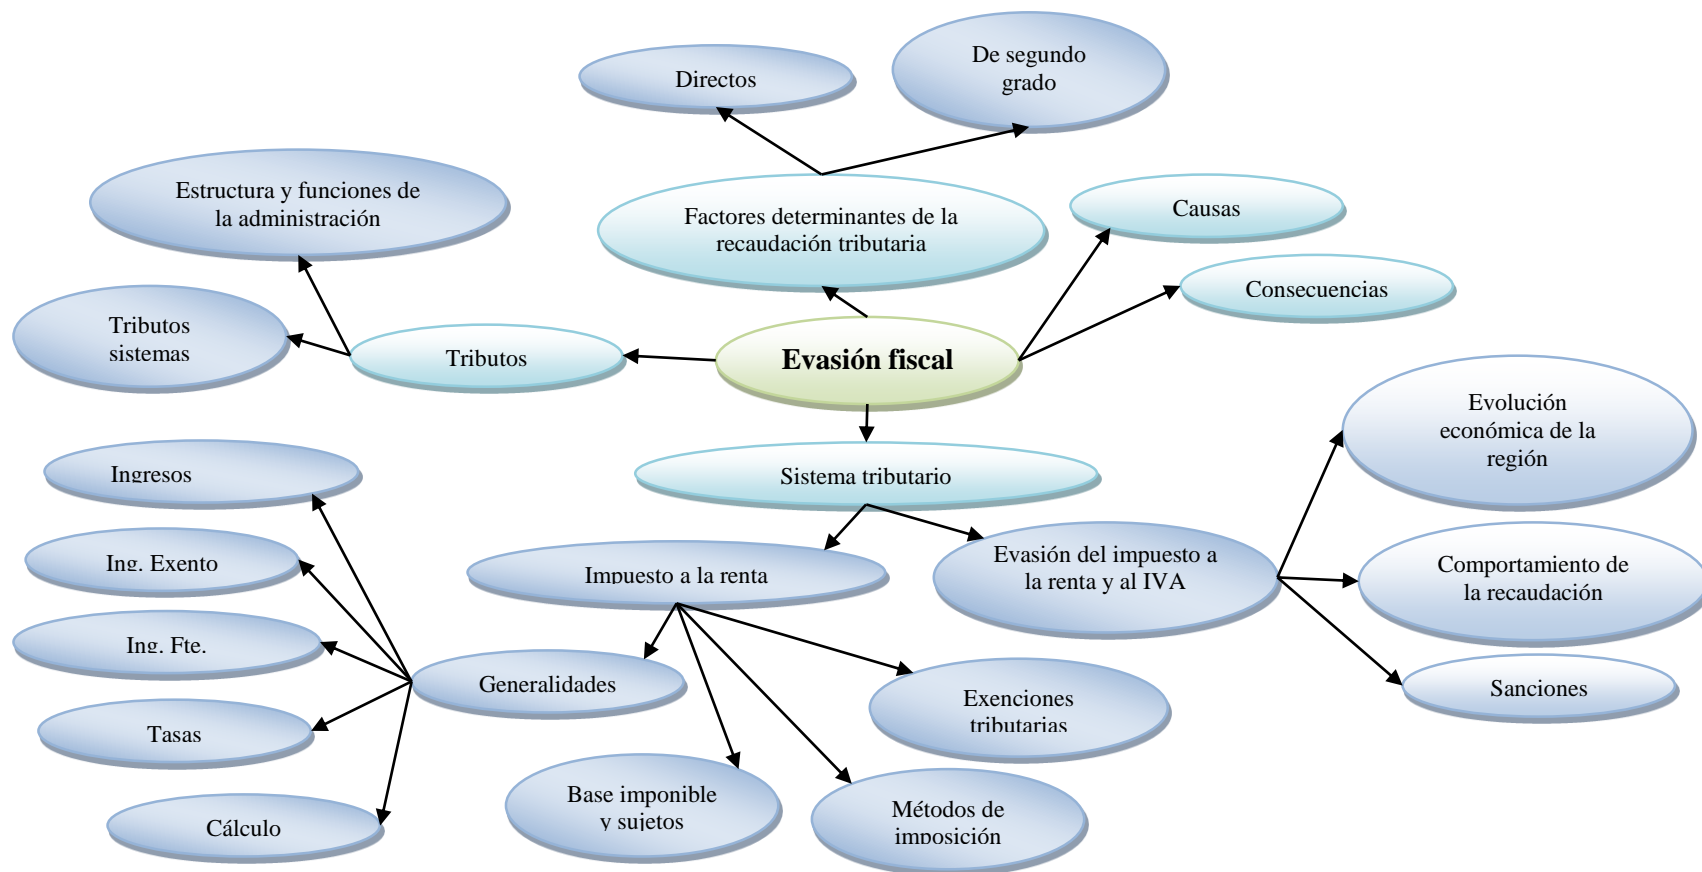 De segundo
grado
Directos
Estructura y funciones de
la administración
Factores determinantes de la
recaudación tributaria
Causas
Consecuencias
Tributos
sistemas
Tributos
Evasión fiscal
Evolución
económica de la
región
Ingresos
Sistema tributario
Ing. Exento
Impuesto a la renta
Evasión del impuesto a
la renta y al IVA
Comportamiento de
la recaudación
Ing. Fte.
Generalidades
Exenciones
tributarias
Sanciones
Tasas
Base imponible
y sujetos
Métodos de
imposición
Cálculo